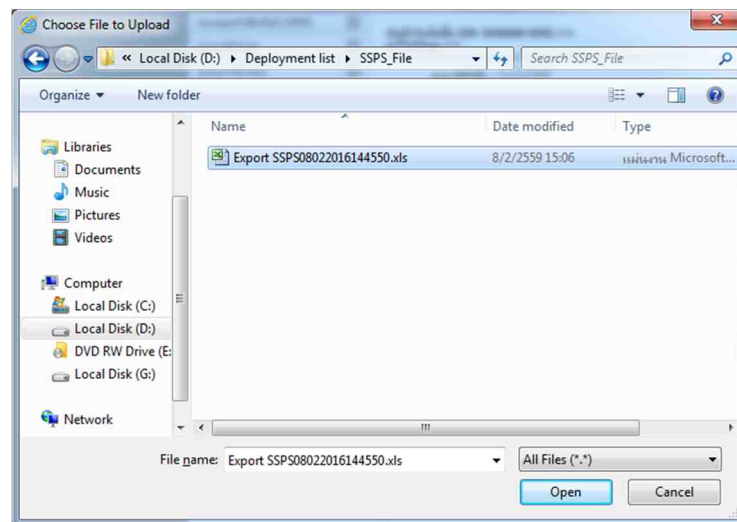 Choose File to Upload
« Local Disk (D:) ▸ Deployment list ▸ SSPS_File
Search SSPS_File
Organize
New folder
Name
Date modified
Type
Export SSPS08022016144550.xls
8/2/2559 15:06
แผ่นงาน Microsoft...
Libraries
Documents
Music
Pictures
Videos
Computer
Local Disk (C:)
Local Disk (D:)
DVD RW Drive (E:
Local Disk (G:)
Network
File name:
Export SSPS08022016144550.xls
All Files (*.*)
Open
Cancel